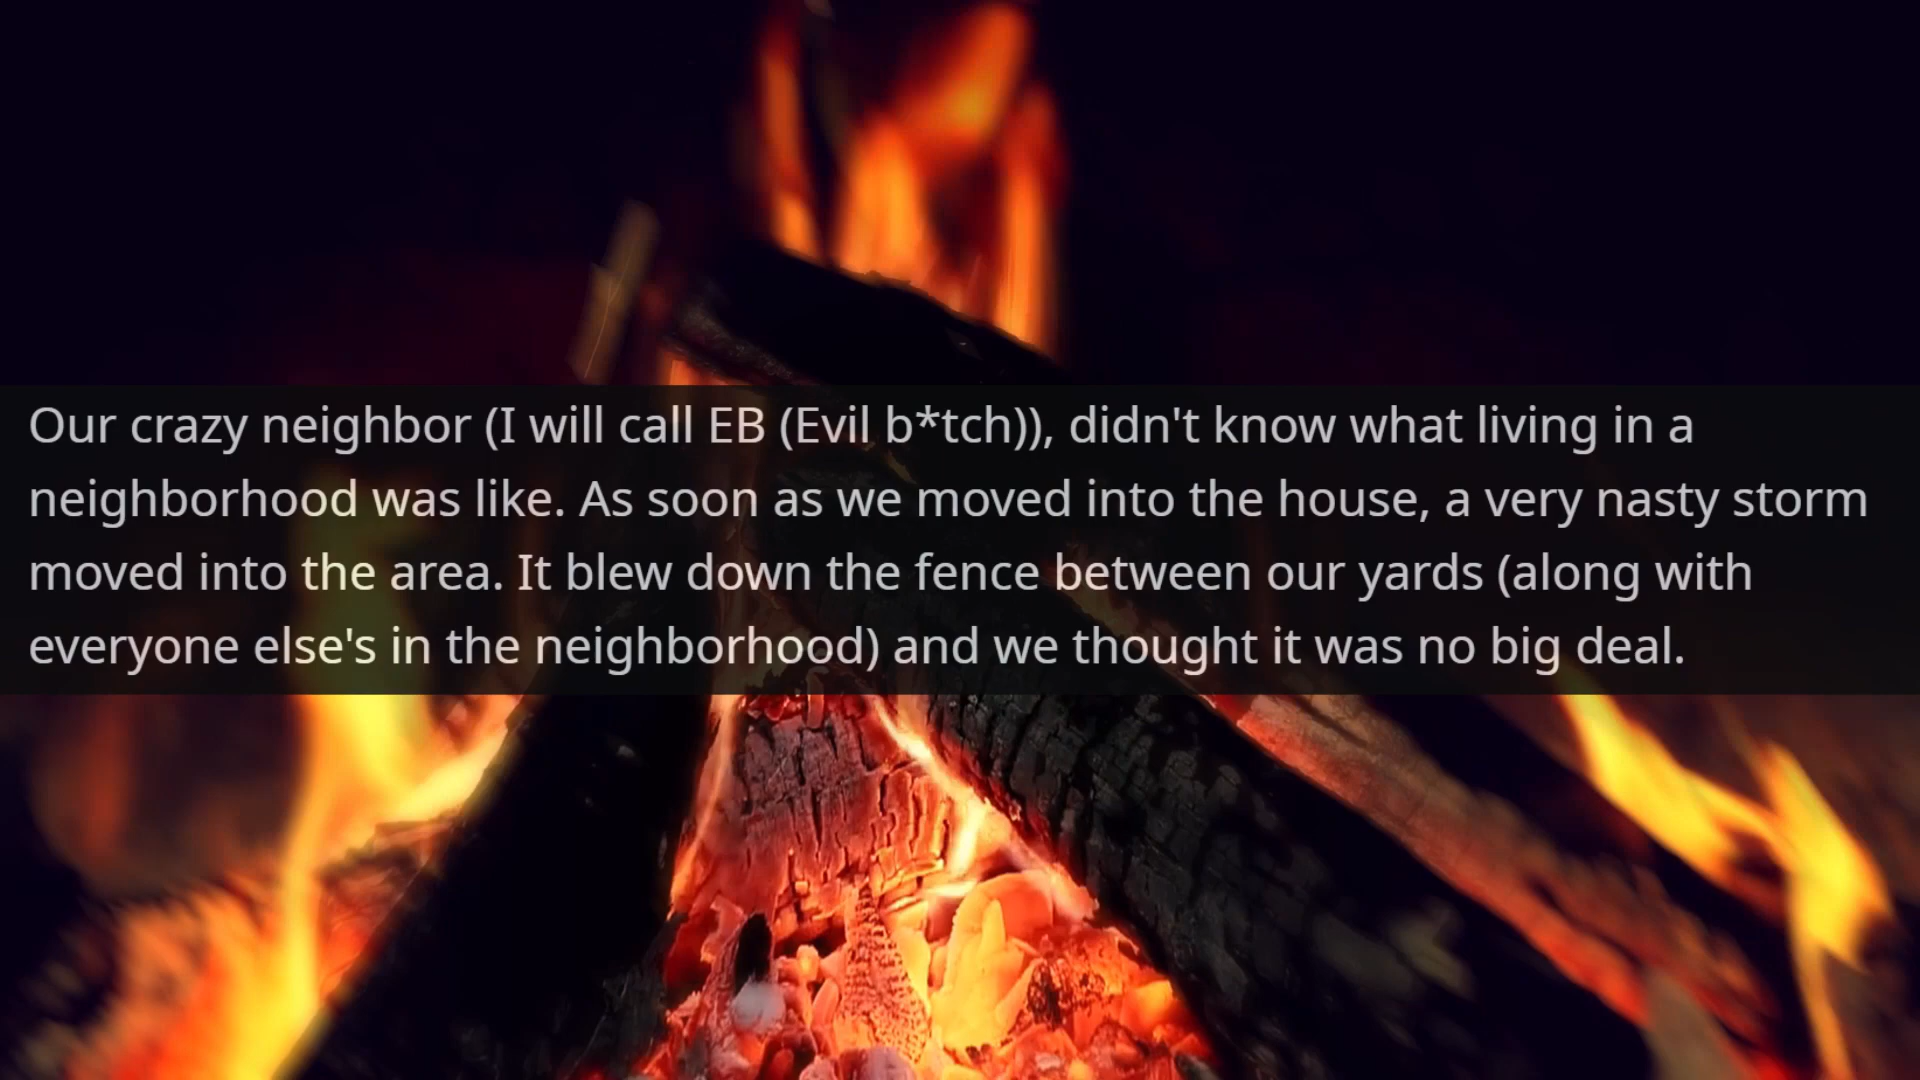 Our crazy neighbor (I will call EB (Evil b*tch)), didn't know what living in a
neighborhood was like. As soon as we moved into the house, a very nasty storm
moved into the area. It blew down the fence between our yards (along with
everyone else's in the neighborhood) and we thought it was no big deal.